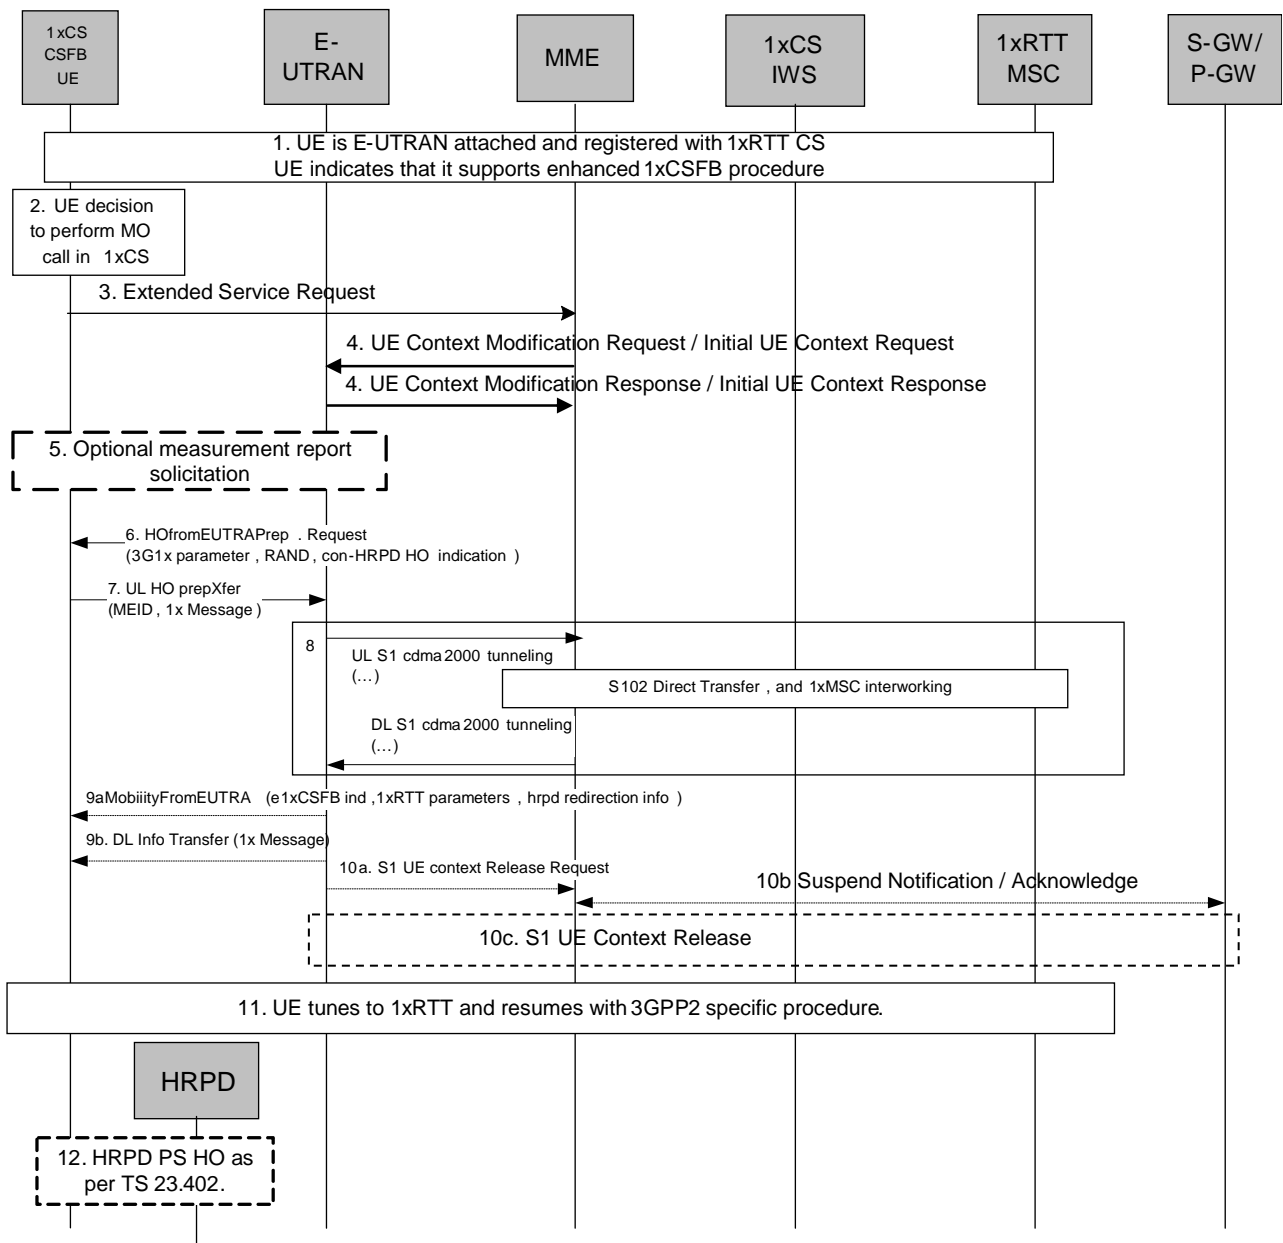 1xCS
CSFB
UE
E-
UTRAN
MME
1xCS
IWS
1xRTT
MSC
S-GW/
P-GW
1. UE is E-UTRAN attached and registered with 1xRTT CS
UE indicates that it supports enhanced 1xCSFB procedure
2. UE decision
to perform MO
call in 1xCS
3. Extended Service Request
4. UE Context Modification Request / Initial UE Context Request
4. UE Context Modification Response / Initial UE Context Response
5. Optional measurement report
solicitation
6. HOfromEUTRAPrep . Request
(3G1x parameter , RAND , con-HRPD HO indication )
7. UL HO prepXfer
(MEID , 1x Message )
8
UL S1 cdma 2000 tunneling
(...)
S102 Direct Transfer , and 1xMSC interworking
DL S1 cdma 2000 tunneling
(...)
9aMobiiityFromEUTRA (e1xCSFB ind ,1xRTT parameters , hrpd redirection info )
9b. DL Info Transfer (1x Message)
10a. S1 UE context Release Request
10b Suspend Notification / Acknowledge
10c. S1 UE Context Release
11. UE tunes to 1xRTT and resumes with 3GPP2 specific procedure.
HRPD
12. HRPD PS HO as
per TS 23.402.